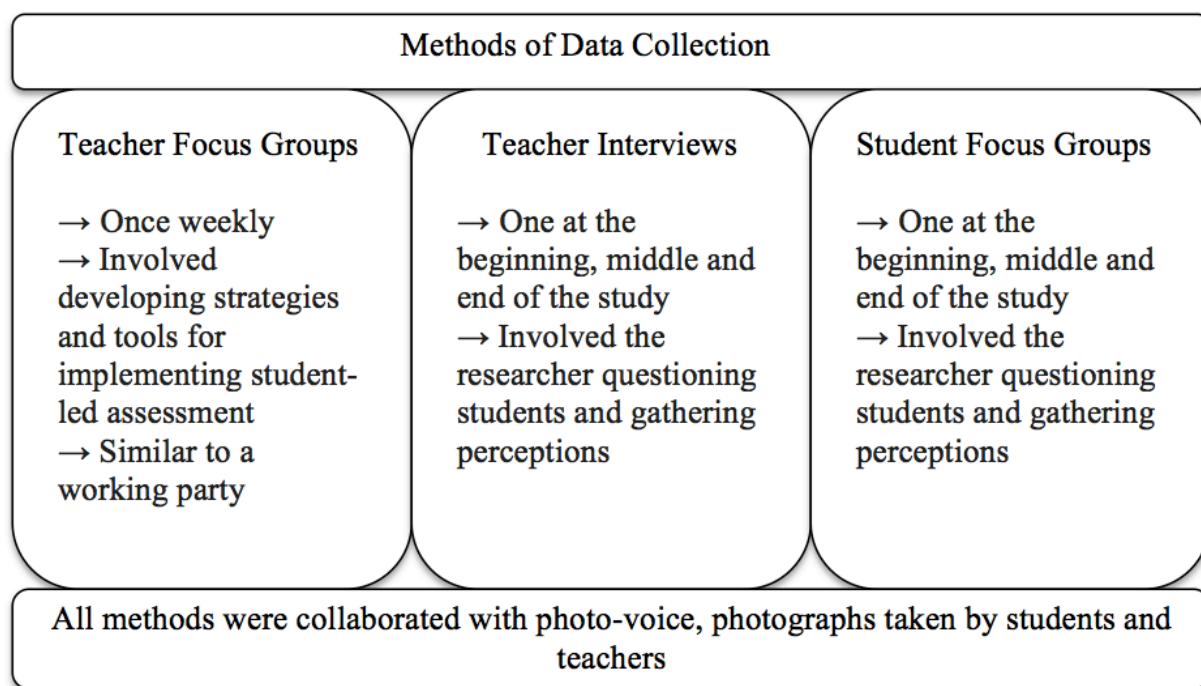 Methods of Data Collection
Teacher Focus Groups
→ Once weekly
→ Involved
developing strategies
and tools for
implementing student-
led assessment
→ Similar to a
working party
Teacher Interviews
→ One at the
beginning, middle and
end of the study
→ Involved the
researcher questioning
students and gathering
perceptions
Student Focus Groups
→ One at the
beginning, middle and
end of the study
→ Involved the
researcher questioning
students and gathering
perceptions
All methods were collaborated with photo-voice, photographs taken by students and
teachers